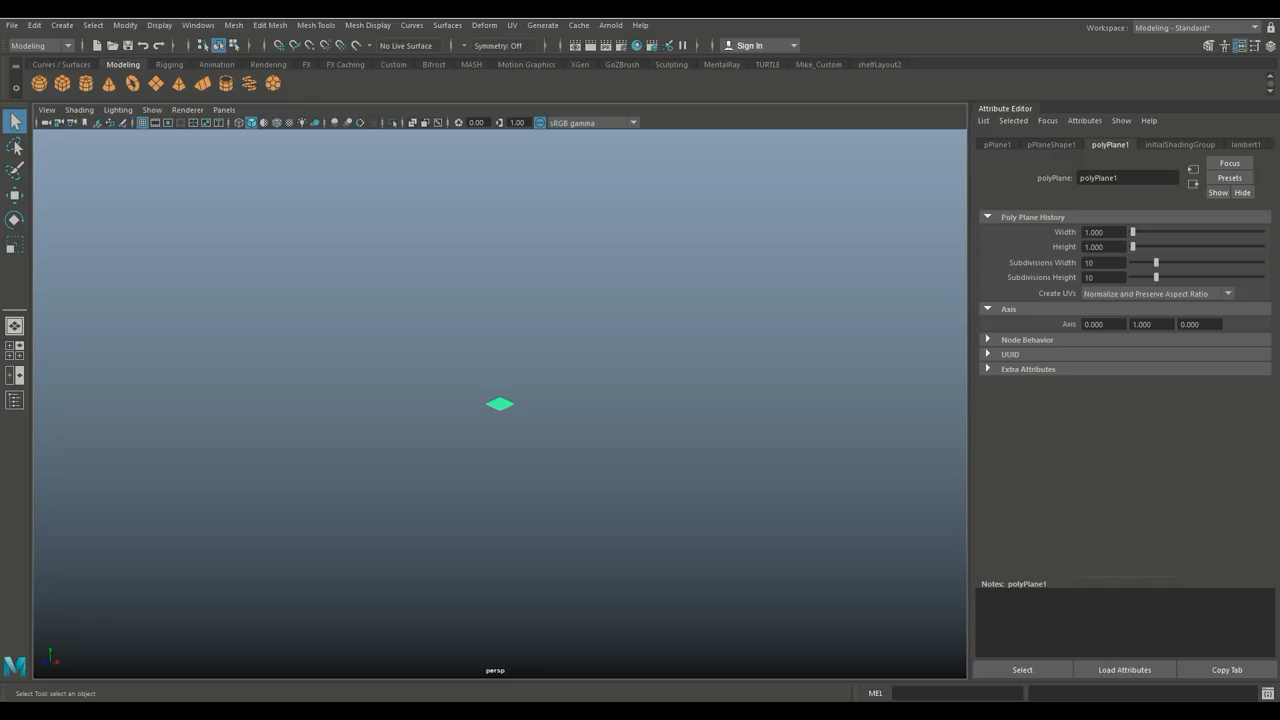 File Edit Create Select Modify Display Windows Mesh Edit Mesh Mesh Tools Mesh Display Curves Surfaces Deform UV Generate Cache Arnold Help
Workspace : Modeling - Standard*
Modeling No Live Surface Symmetry: Off Sign In
Curves / Surfaces Modeling Rigging Animation Rendering FX FX Caching Custom Bifrost MASH Motion Graphics XGen GoZBrush Sculpting MentalRay TURTLE Mike_Custom shelfLayout2
View Shading Lighting Show Renderer Panels
0.00 1.00 sRGB gamma
persp
Select Tool: select an object
MEL
Attribute Editor
List Selected Focus Attributes Show Help
pPlane1 pPlaneShape1 polyPlane1 initialShadingGroup lambert1
Focus
polyPlane: polyPlane1 Presets
Show Hide
Poly Plane History
Width 1.000
Height 1.000
Subdivisions Width 10
Subdivisions Height 10
Create UVs Normalize and Preserve Aspect Ratio
Axis
Axis 0.000 1.000 0.000
Node Behavior
UUID
Extra Attributes
Notes: polyPlane1
Select Load Attributes Copy Tab